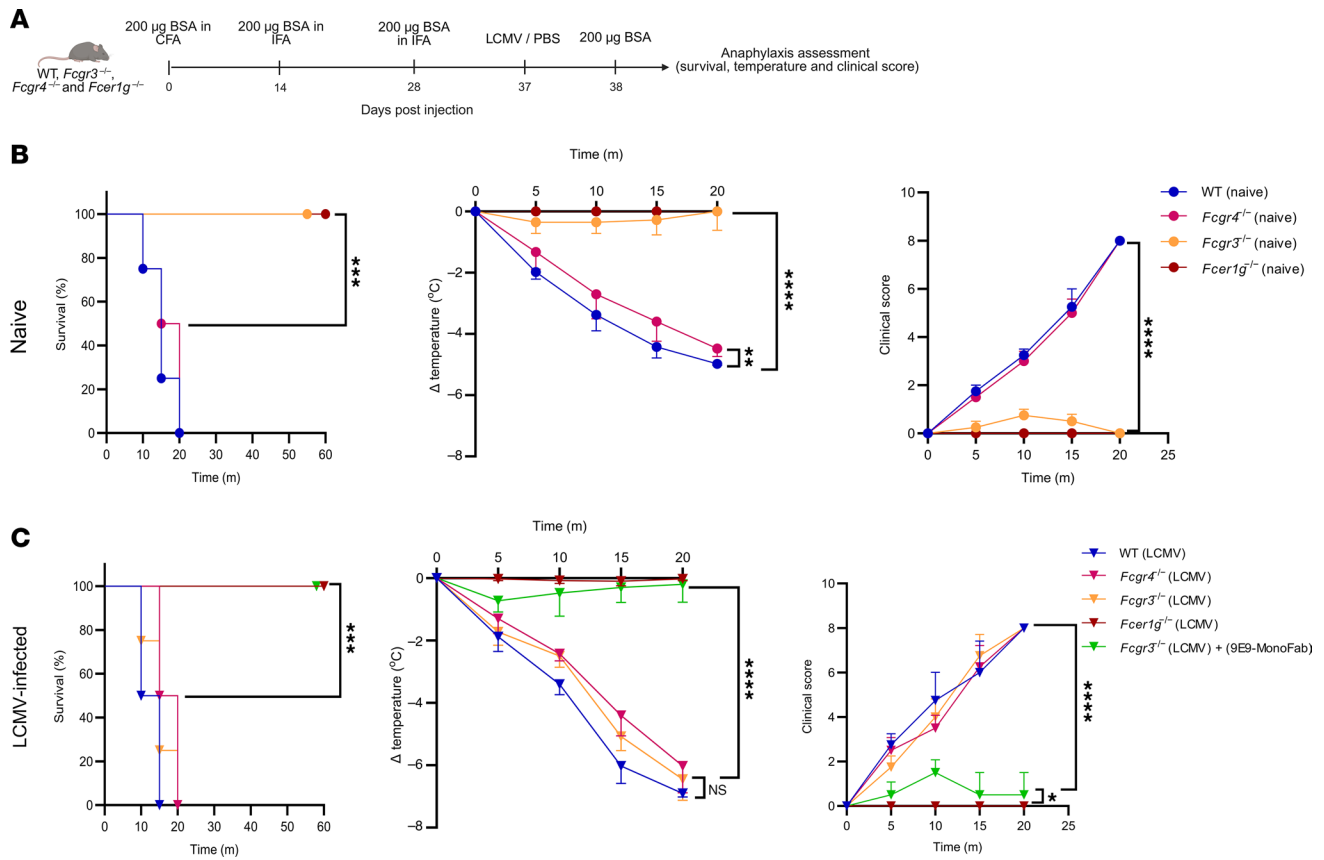 A
200 µg BSA in
CFA
200 µg BSA in
IFA
200 µg BSA
in IFA
LCMV / PBS
200 µg BSA
WT, Fcgr3⁻/⁻,
Fcgr4⁻/⁻ and Fcer1g⁻/⁻
0
14
28
37
38
Days post injection
Anaphylaxis assessment
(survival, temperature and clinical score)
B
Naive
Survival (%)
100
80
60
40
20
0
0 10 20 30 40 50 60
Time (m)
***
Time (m)
0 5 10 15 20
Δ temperature (°C)
0
−2
−4
−6
−8
**
****
Clinical score
10
8
6
4
2
0
0 5 10 15 20 25
Time (m)
****
WT (naive)
Fcgr4⁻/⁻ (naive)
Fcgr3⁻/⁻ (naive)
Fcer1g⁻/⁻ (naive)
C
LCMV-infected
Survival (%)
100
80
60
40
20
0
0 10 20 30 40 50 60
Time (m)
***
Time (m)
0 5 10 15 20
Δ temperature (°C)
0
−2
−4
−6
−8
NS
****
Clinical score
10
8
6
4
2
0
0 5 10 15 20 25
Time (m)
*
****
WT (LCMV)
Fcgr4⁻/⁻ (LCMV)
Fcgr3⁻/⁻ (LCMV)
Fcer1g⁻/⁻ (LCMV)
Fcgr3⁻/⁻ (LCMV) + (9E9-MonoFab)